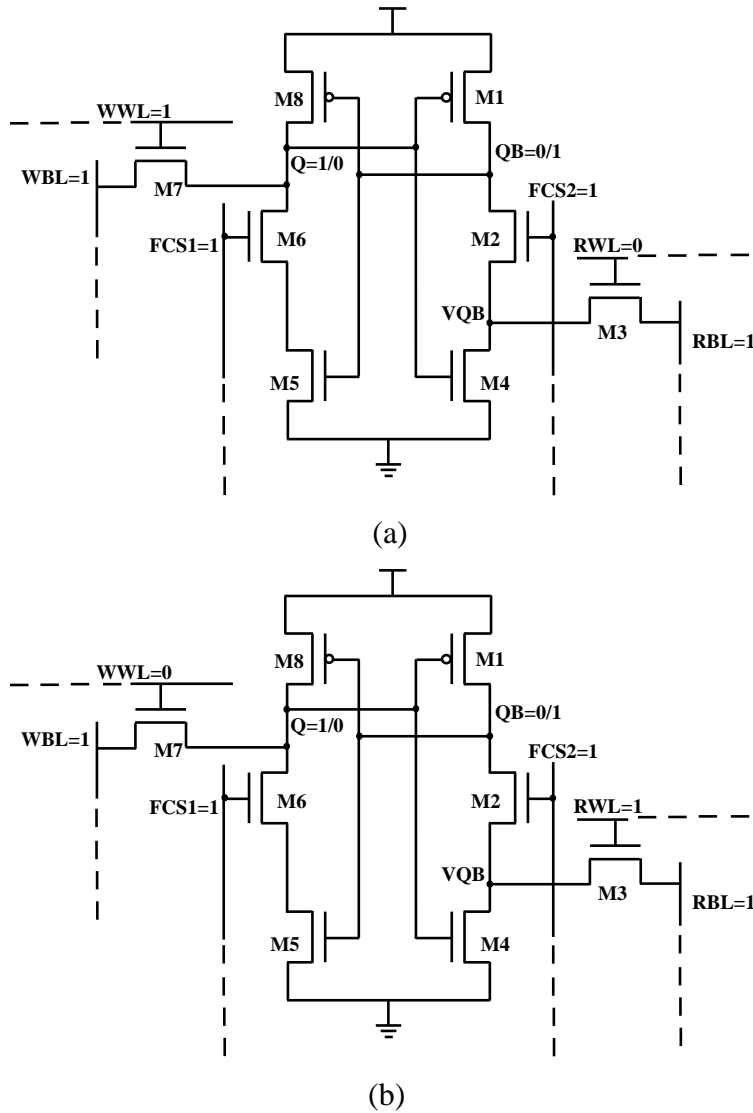 M8
M1
WWL=1
Q=1/0
QB=0/1
WBL=1
M7
FCS2=1
FCS1=1
M6
M2
RWL=0
VQB
M3
RBL=1
M5
M4
(a)
M8
M1
WWL=0
Q=1/0
QB=0/1
WBL=1
M7
FCS2=1
FCS1=1
M6
M2
RWL=1
VQB
M3
RBL=1
M5
M4
(b)